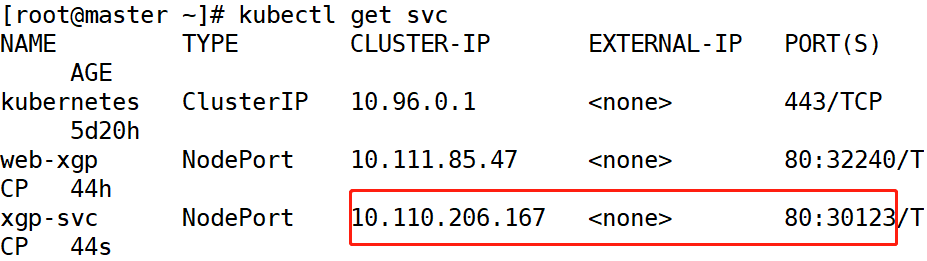 [root@master ~]# kubectl get svc
NAME         TYPE        CLUSTER-IP       EXTERNAL-IP   PORT(S)
     AGE
kubernetes   ClusterIP   10.96.0.1        <none>        443/TCP
     5d20h
web-xgp      NodePort    10.111.85.47     <none>        80:32240/T
CP   44h
xgp-svc      NodePort    10.110.206.167   <none>        80:30123/T
CP   44s